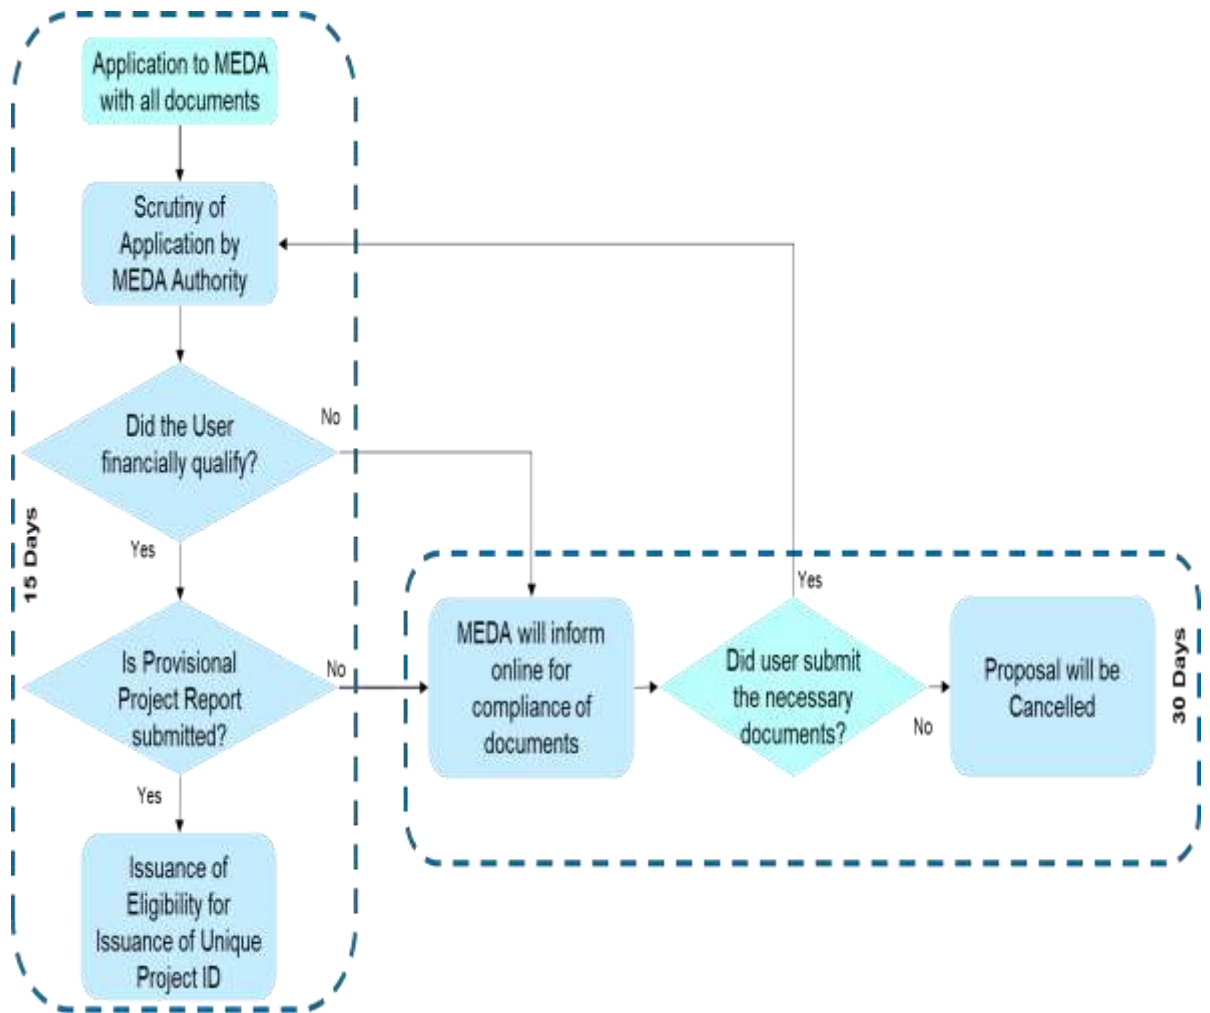 Application to MEDA
with all documents
Scrutiny of
Application by
MEDA Authority
Did the User
financially qualify?
No
Yes
15 Days
Is Provisional
Project Report
submitted?
No
Yes
Issuance of
Eligibility for
Issuance of Unique
Project ID
MEDA will inform
online for
compliance of
documents
Yes
Did user submit
the necessary
documents?
No
Proposal will be
Cancelled
30 Days